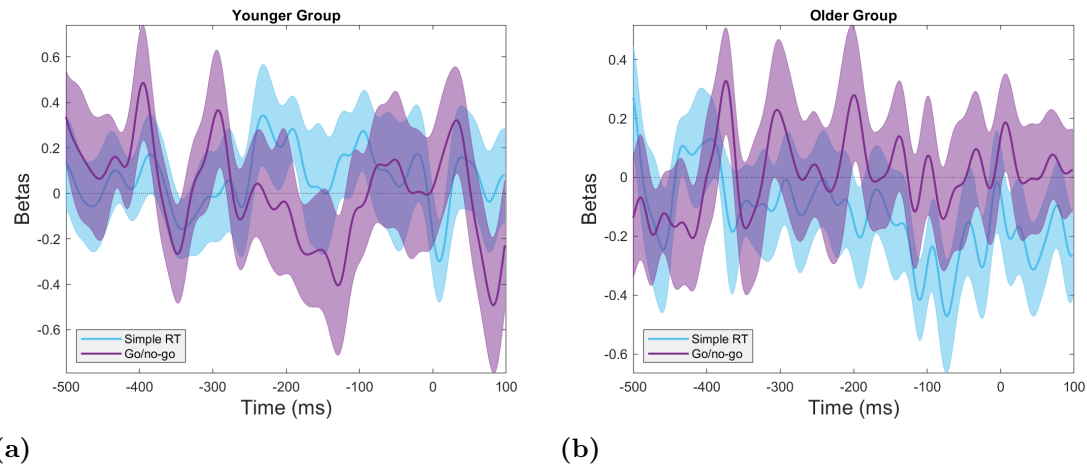 Younger Group
0.6
0.4
0.2
0
-0.2
-0.4
-0.6
Betas
Simple RT
Go/no-go
-500
-400
-300
-200
-100
0
100
Time (ms)
(a)
Older Group
0.4
0.2
0
-0.2
-0.4
-0.6
Betas
Simple RT
Go/no-go
-500
-400
-300
-200
-100
0
100
Time (ms)
(b)